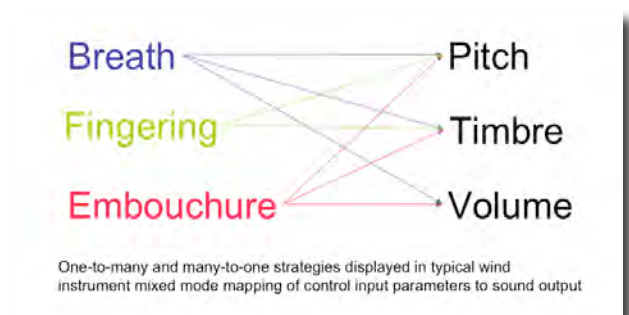 Breath Pitch
Fingering Timbre
Embouchure Volume
One-to-many and many-to-one strategies displayed in typical wind
instrument mixed mode mapping of control input parameters to sound output